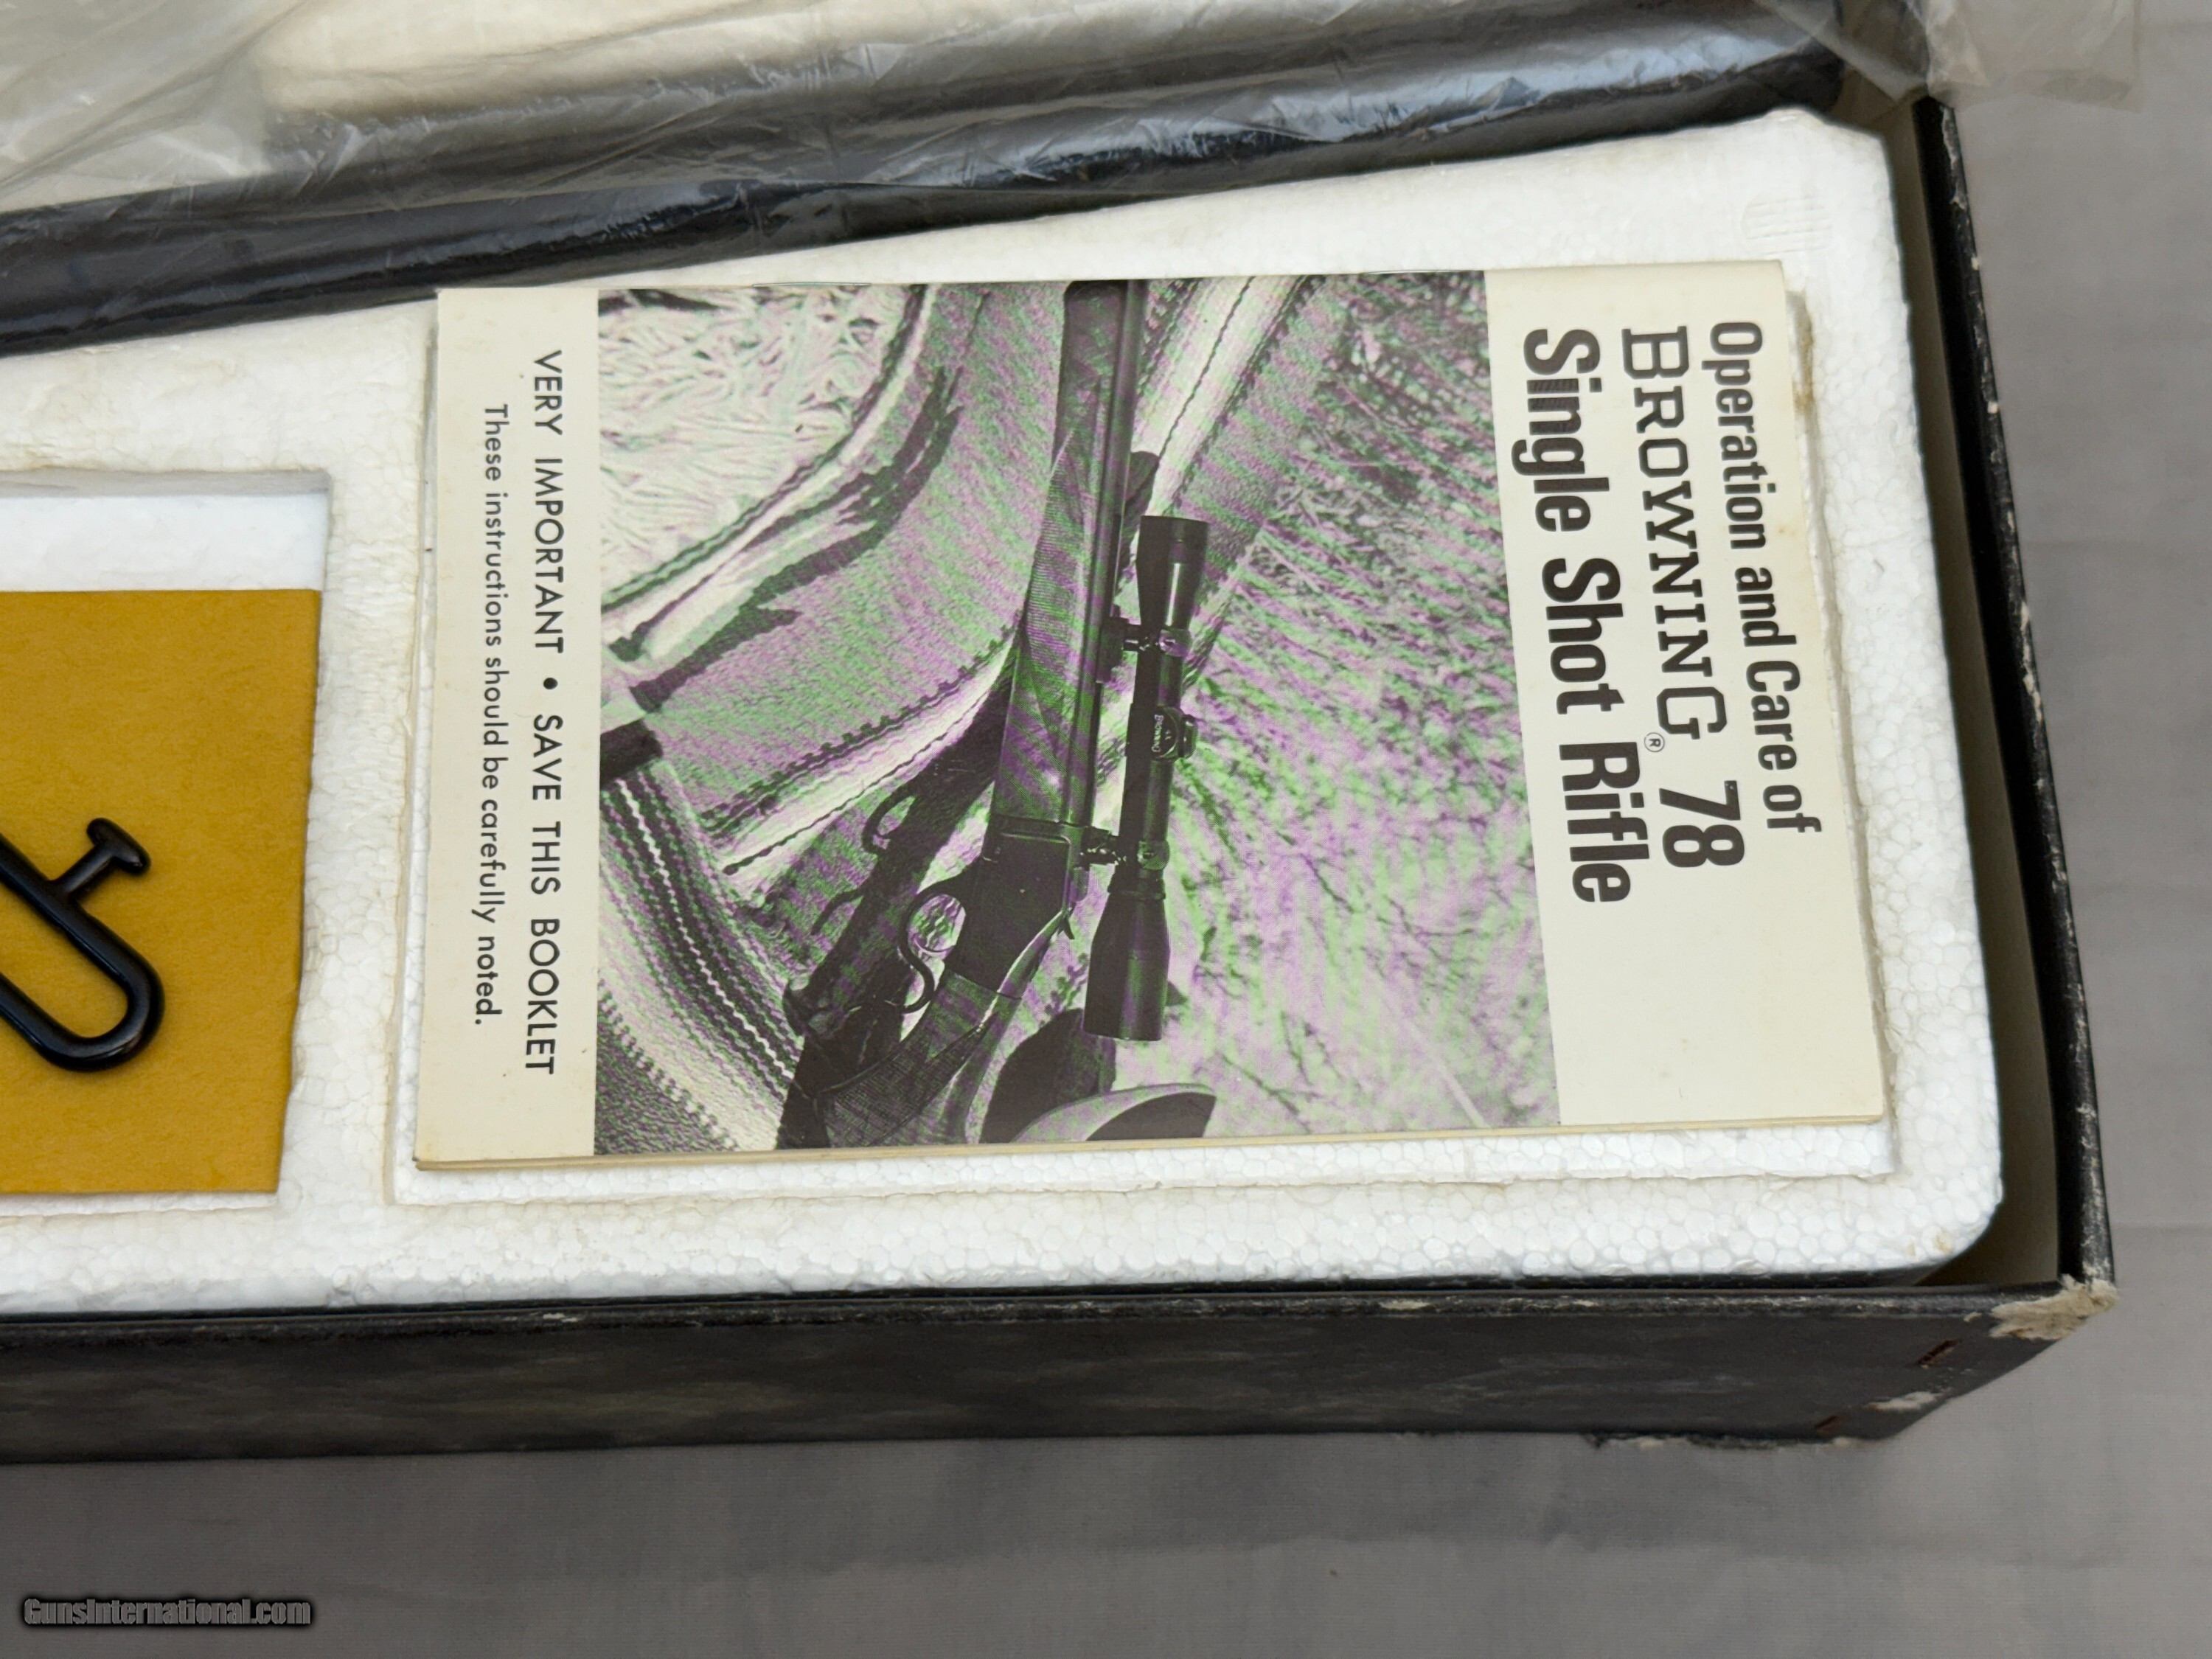 Operation and Care of
BROWNING® 78
Single Shot Rifle
BROWNING
VERY IMPORTANT • SAVE THIS BOOKLET
These instructions should be carefully noted.
GunsInternational.com